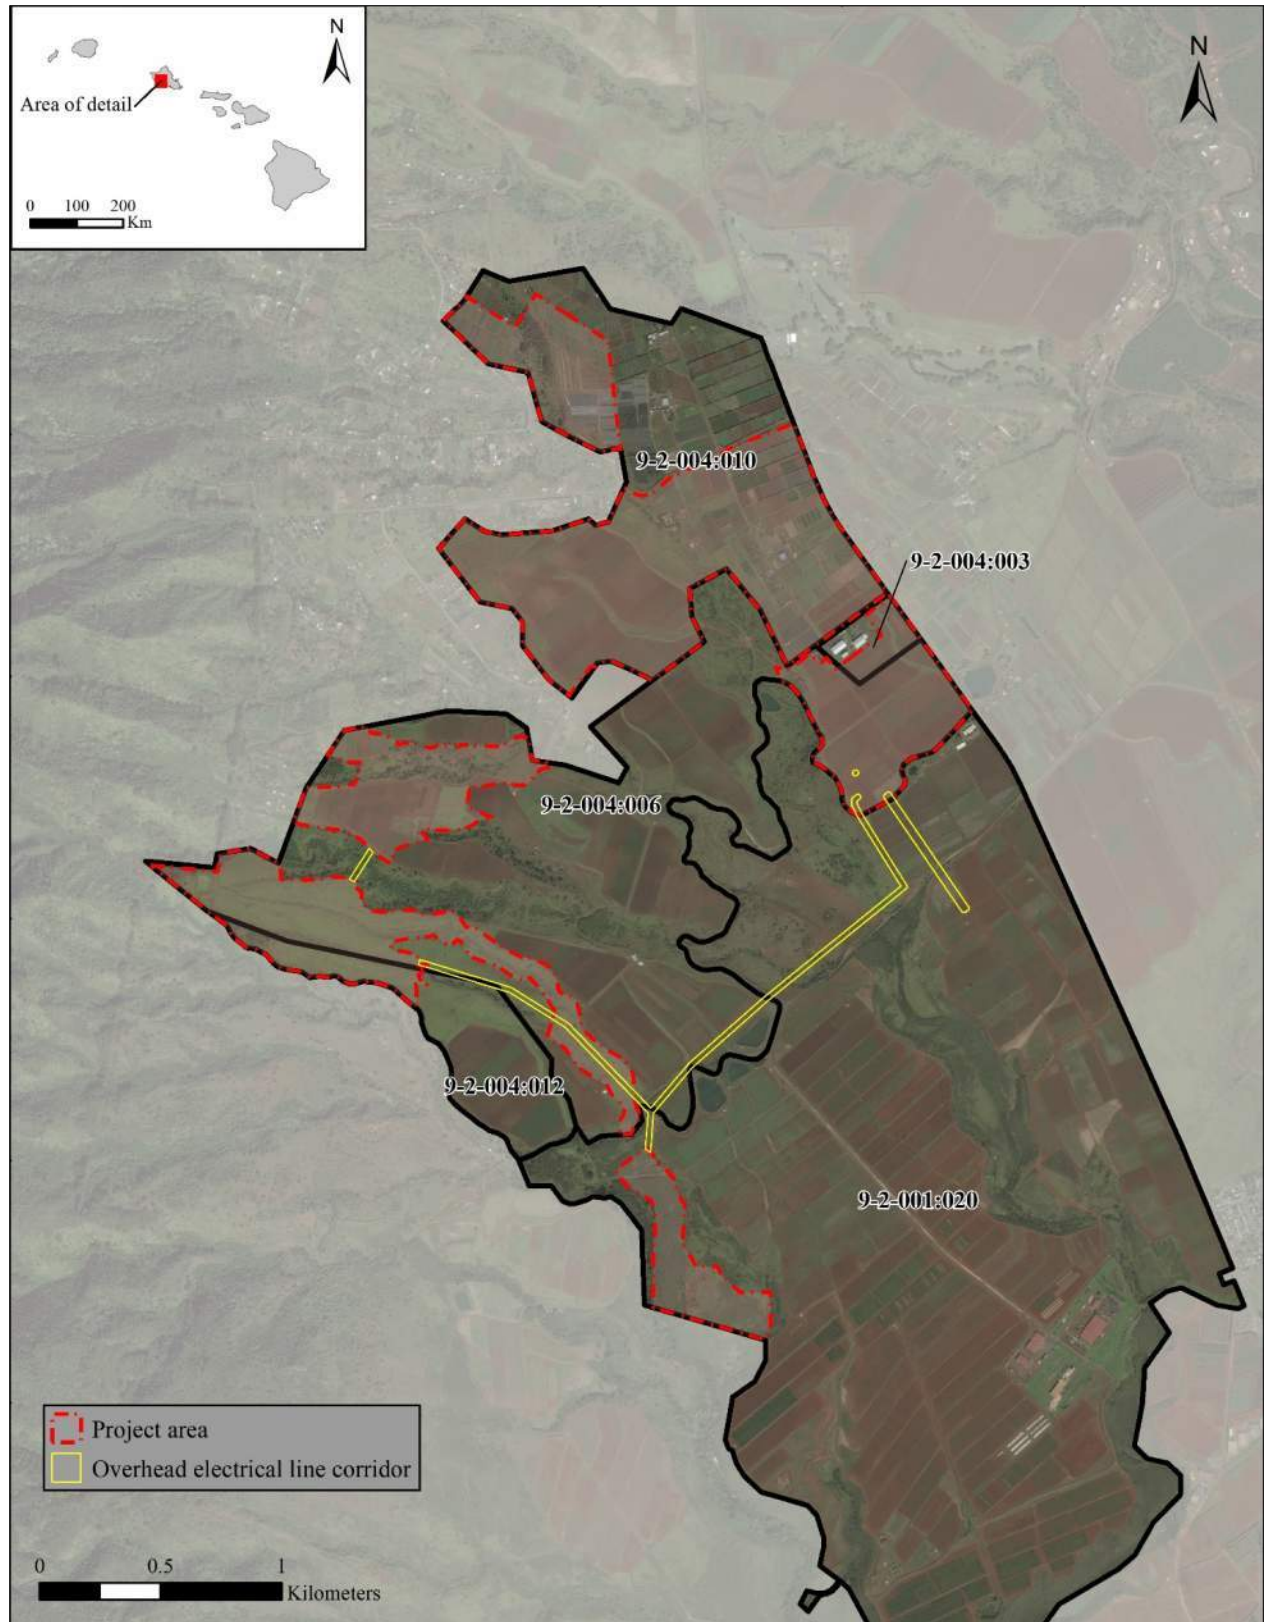 N
N
Area of detail
0 100 200
Km
9-2-004:010
9-2-004:003
9-2-004:006
9-2-004:012
9-2-001:020
Project area
Overhead electrical line corridor
0 0.5 1
Kilometers